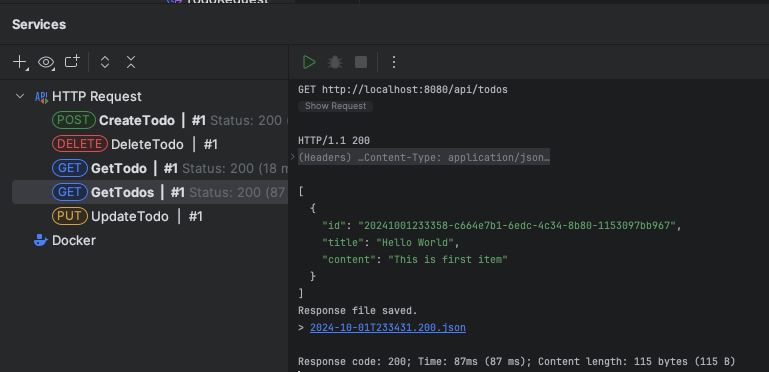 TodoRequest
Services
HTTP Request
POST CreateTodo | #1 Status: 200 (
DELETE DeleteTodo | #1
GET GetTodo | #1 Status: 200 (18 m
GET GetTodos | #1 Status: 200 (87
PUT UpdateTodo | #1
Docker
GET http://localhost:8080/api/todos
Show Request
HTTP/1.1 200
(Headers) …Content-Type: application/json…
[
{
"id": "20241001233358-c664e7b1-6edc-4c34-8b80-1153097bb967",
"title": "Hello World",
"content": "This is first item"
}
]
Response file saved.
> 2024-10-01T233431.200.json
Response code: 200; Time: 87ms (87 ms); Content length: 115 bytes (115 B)